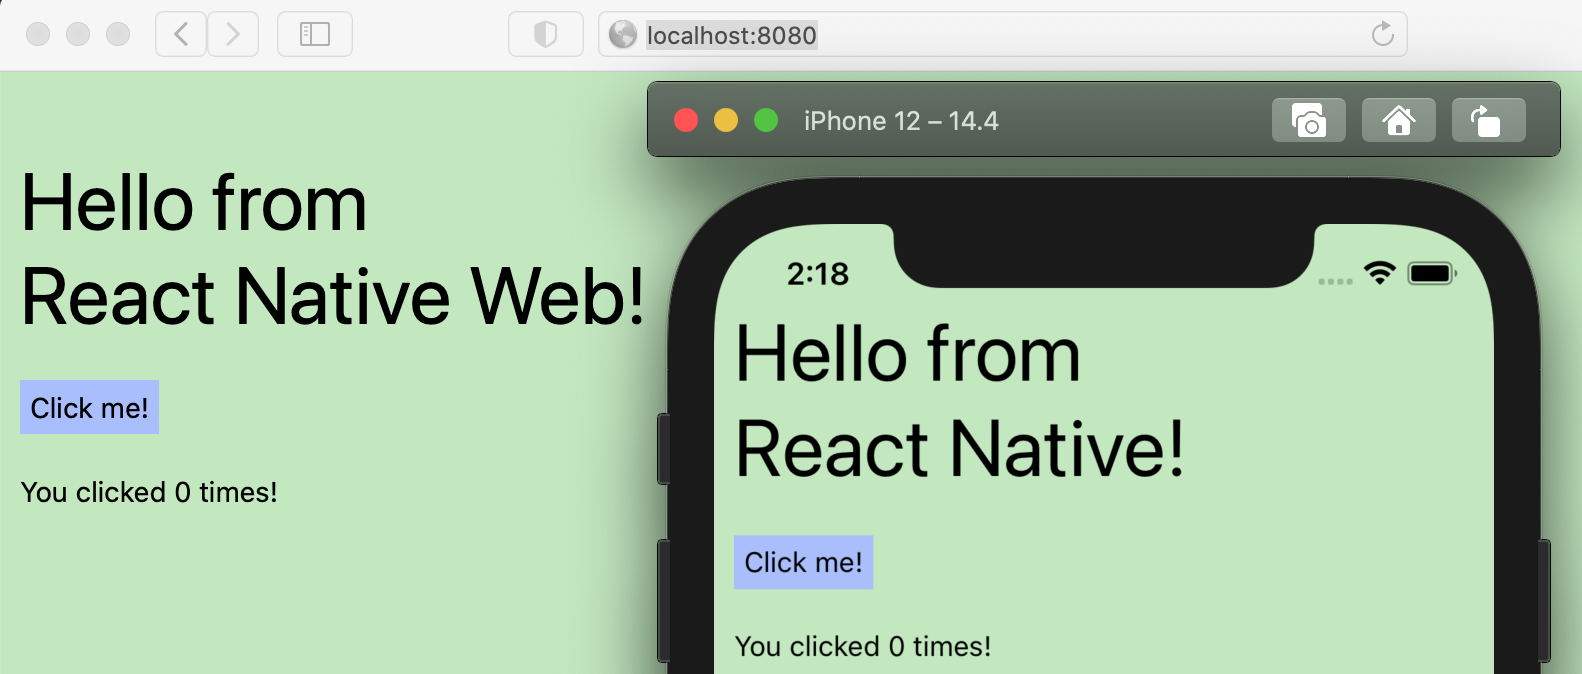 localhost:8080
Hello from
React Native Web!
Click me!
You clicked 0 times!
iPhone 12 – 14.4
2:18
Hello from
React Native!
Click me!
You clicked 0 times!